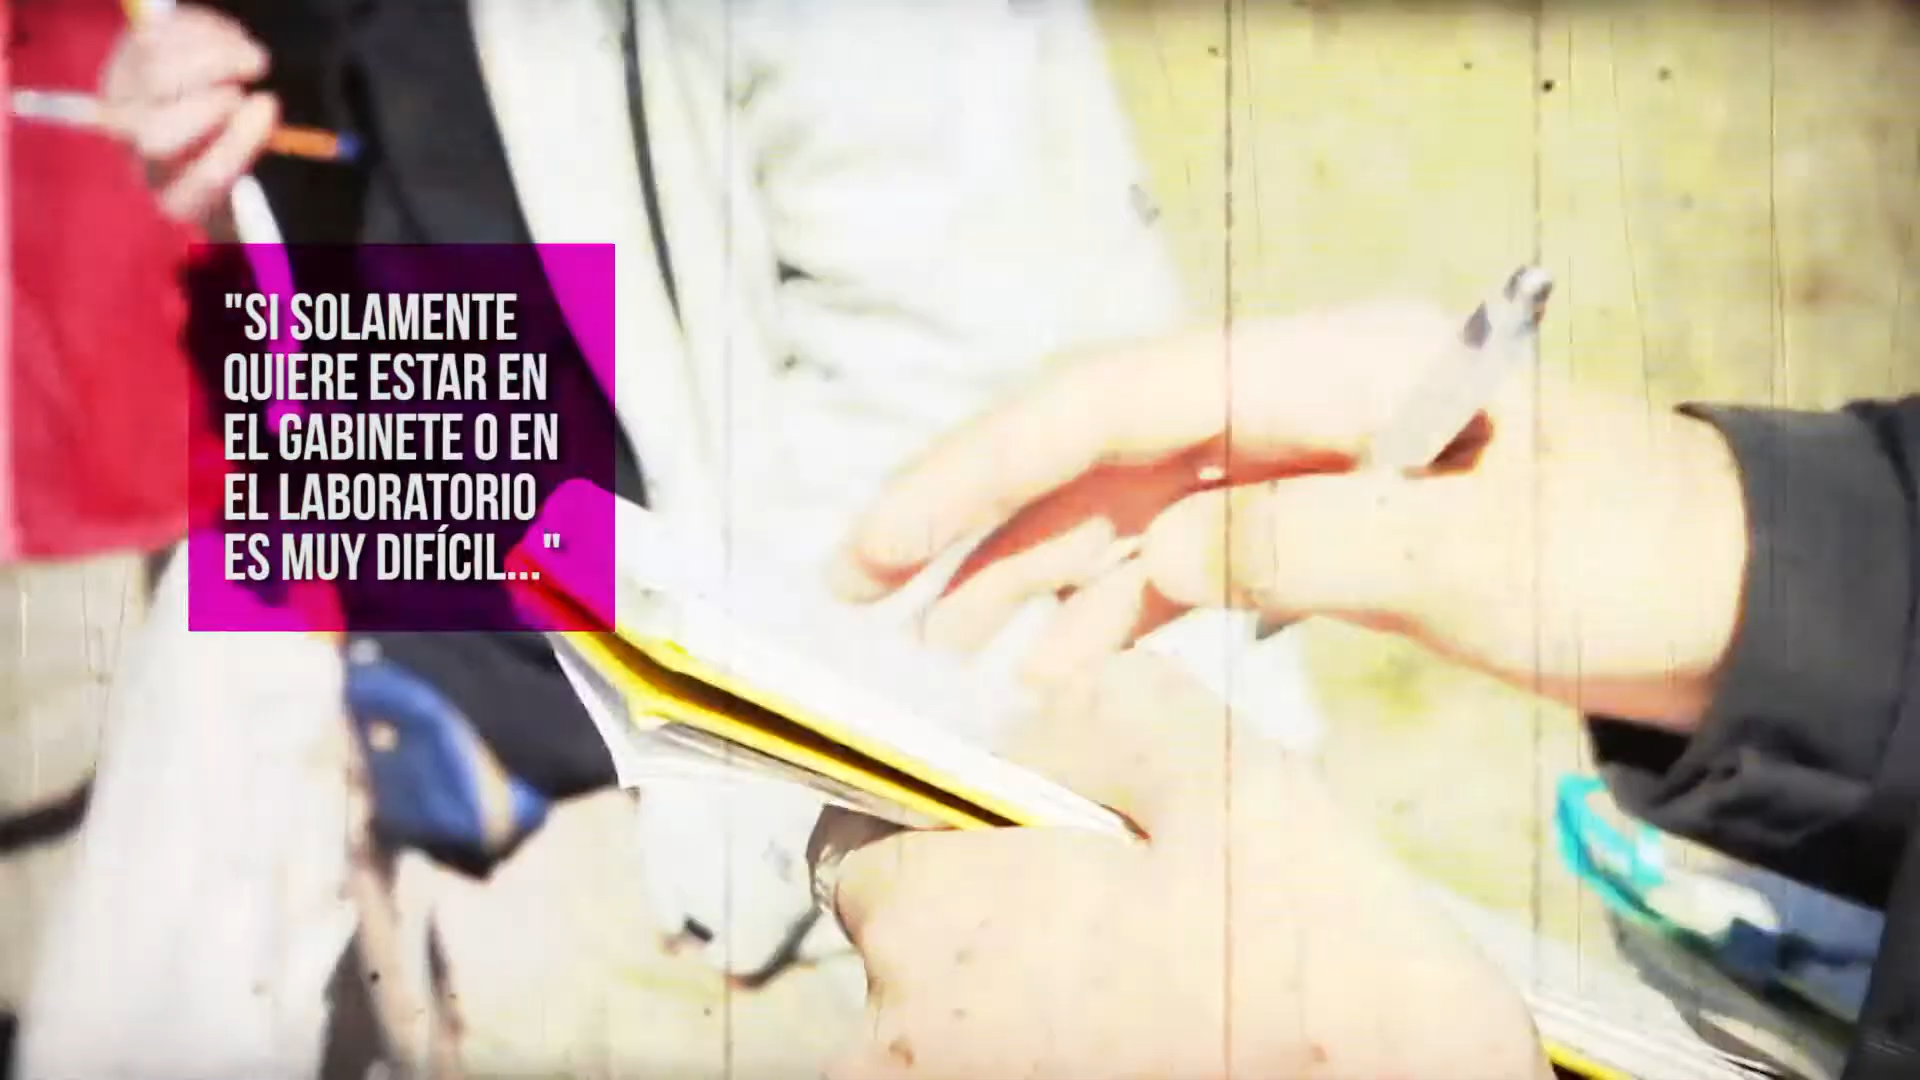 "SI SOLAMENTE
QUIERE ESTAR EN
EL GABINETE O EN
EL LABORATORIO
ES MUY DIFÍCIL..."